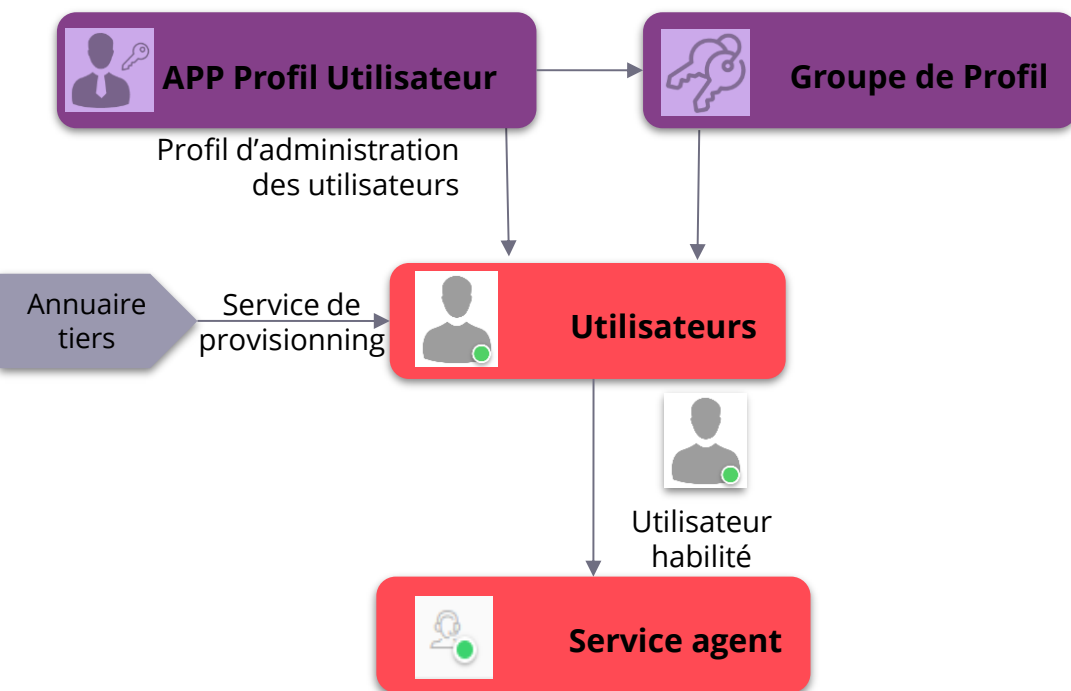 APP Profil Utilisateur
Groupe de Profil
Profil d’administration
des utilisateurs
Annuaire
tiers
Service de
provisionning
Utilisateurs
Utilisateur
habilité
Service agent